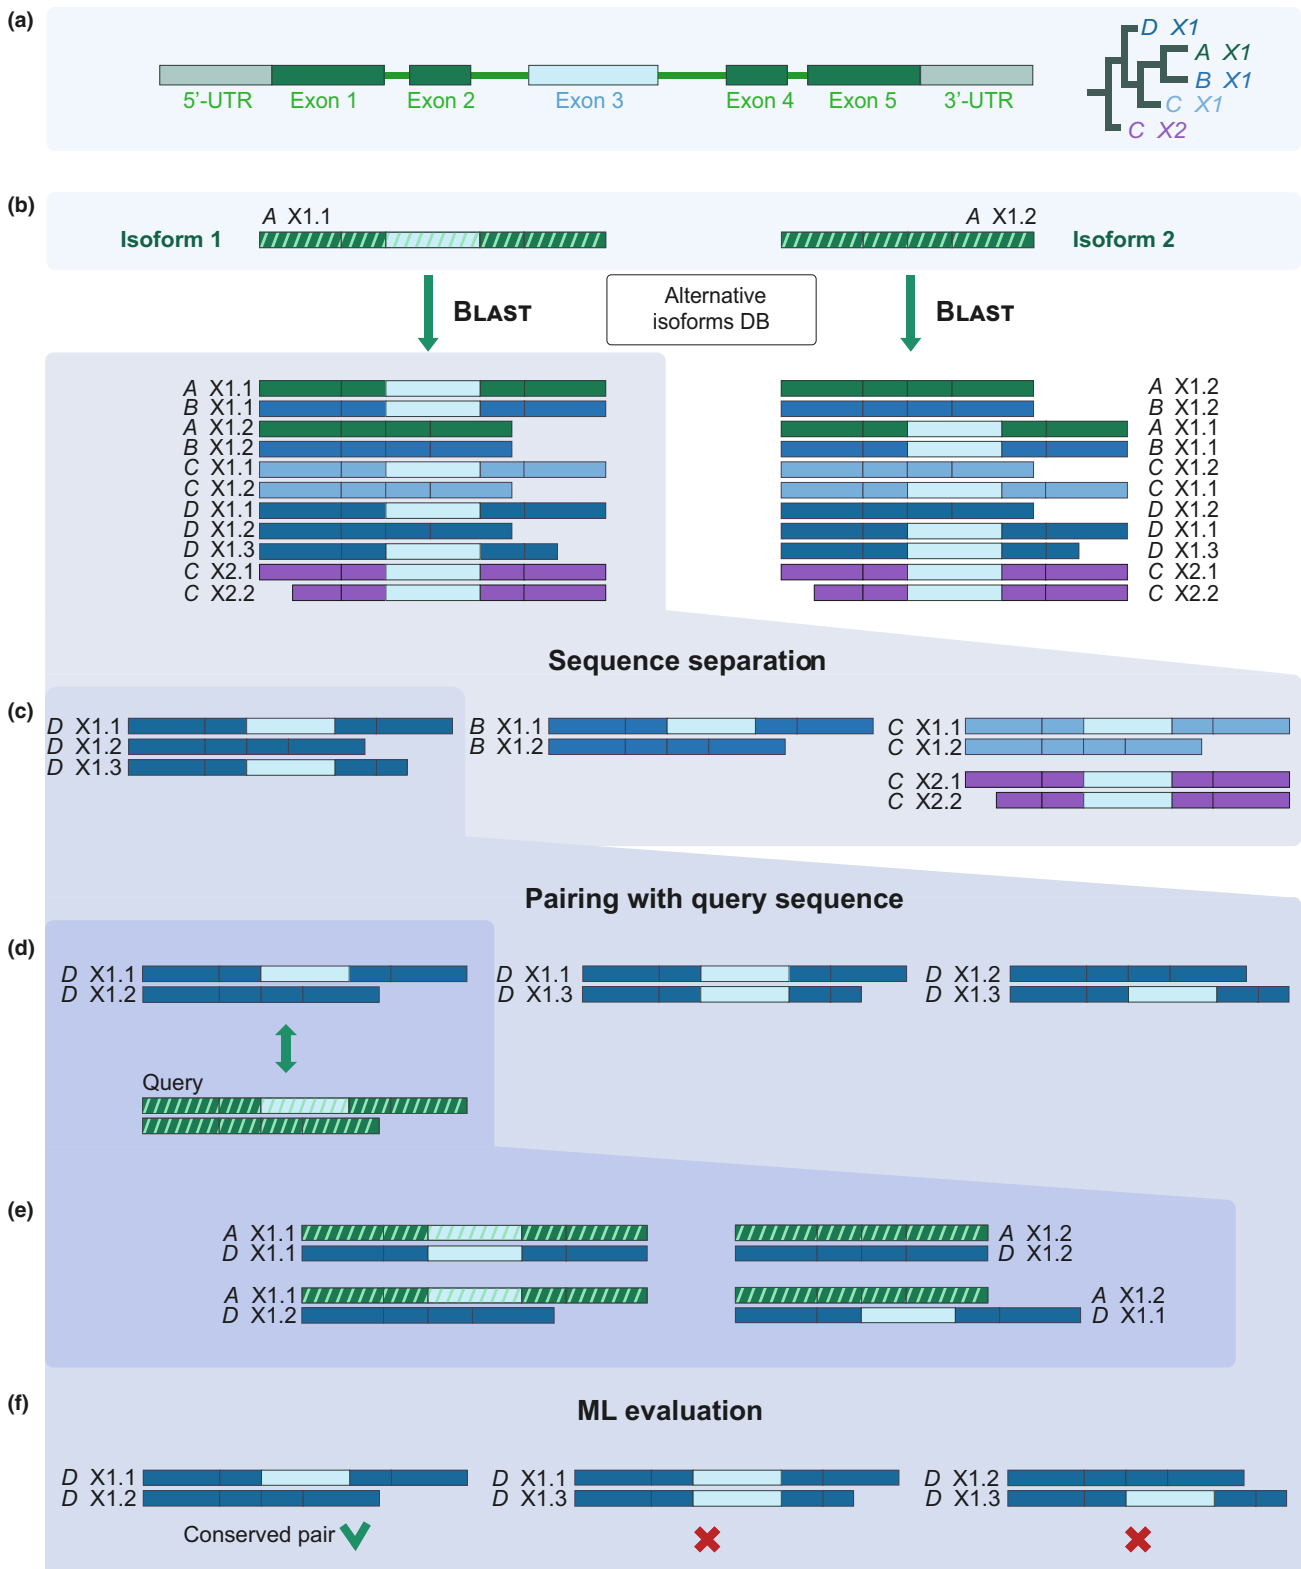 (a)
5'-UTR Exon 1 Exon 2 Exon 3 Exon 4 Exon 5 3'-UTR
D X1
A X1
B X1
C X1
C X2
(b)
A X1.1
A X1.2
Isoform 1
Isoform 2
BLAST
Alternative
isoforms DB
BLAST
A X1.1
B X1.1
A X1.2
B X1.2
C X1.1
C X1.2
D X1.1
D X1.2
D X1.3
C X2.1
C X2.2
A X1.2
B X1.2
A X1.1
B X1.1
C X1.2
C X1.1
D X1.2
D X1.1
D X1.3
C X2.1
C X2.2
Sequence separation
(c)
D X1.1
D X1.2
D X1.3
B X1.1
B X1.2
C X1.1
C X1.2
C X2.1
C X2.2
Pairing with query sequence
(d)
D X1.1
D X1.2
D X1.1
D X1.3
D X1.2
D X1.3
Query
(e)
A X1.1
D X1.1
A X1.2
D X1.2
A X1.1
D X1.2
A X1.2
D X1.1
(f)
ML evaluation
D X1.1
D X1.2
D X1.1
D X1.3
D X1.2
D X1.3
Conserved pair